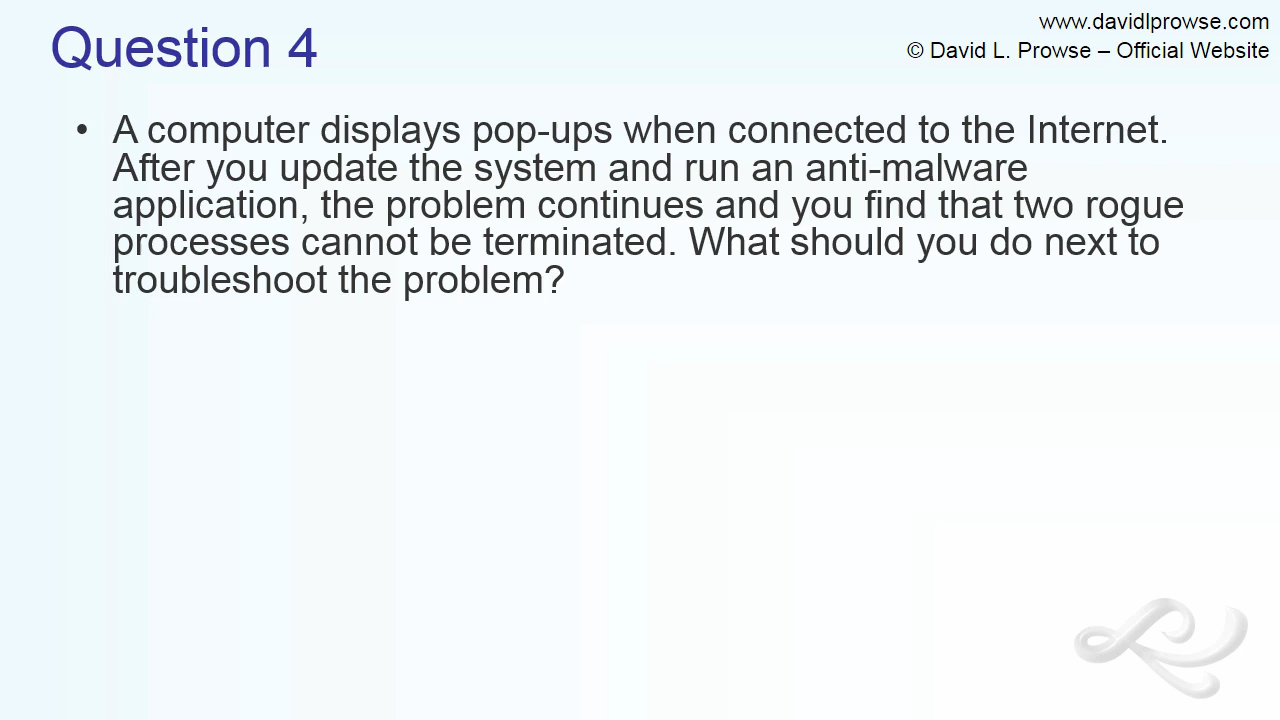 Question 4
www.davidlprowse.com
© David L. Prowse – Official Website
• A computer displays pop-ups when connected to the Internet.
After you update the system and run an anti-malware
application, the problem continues and you find that two rogue
processes cannot be terminated. What should you do next to
troubleshoot the problem?